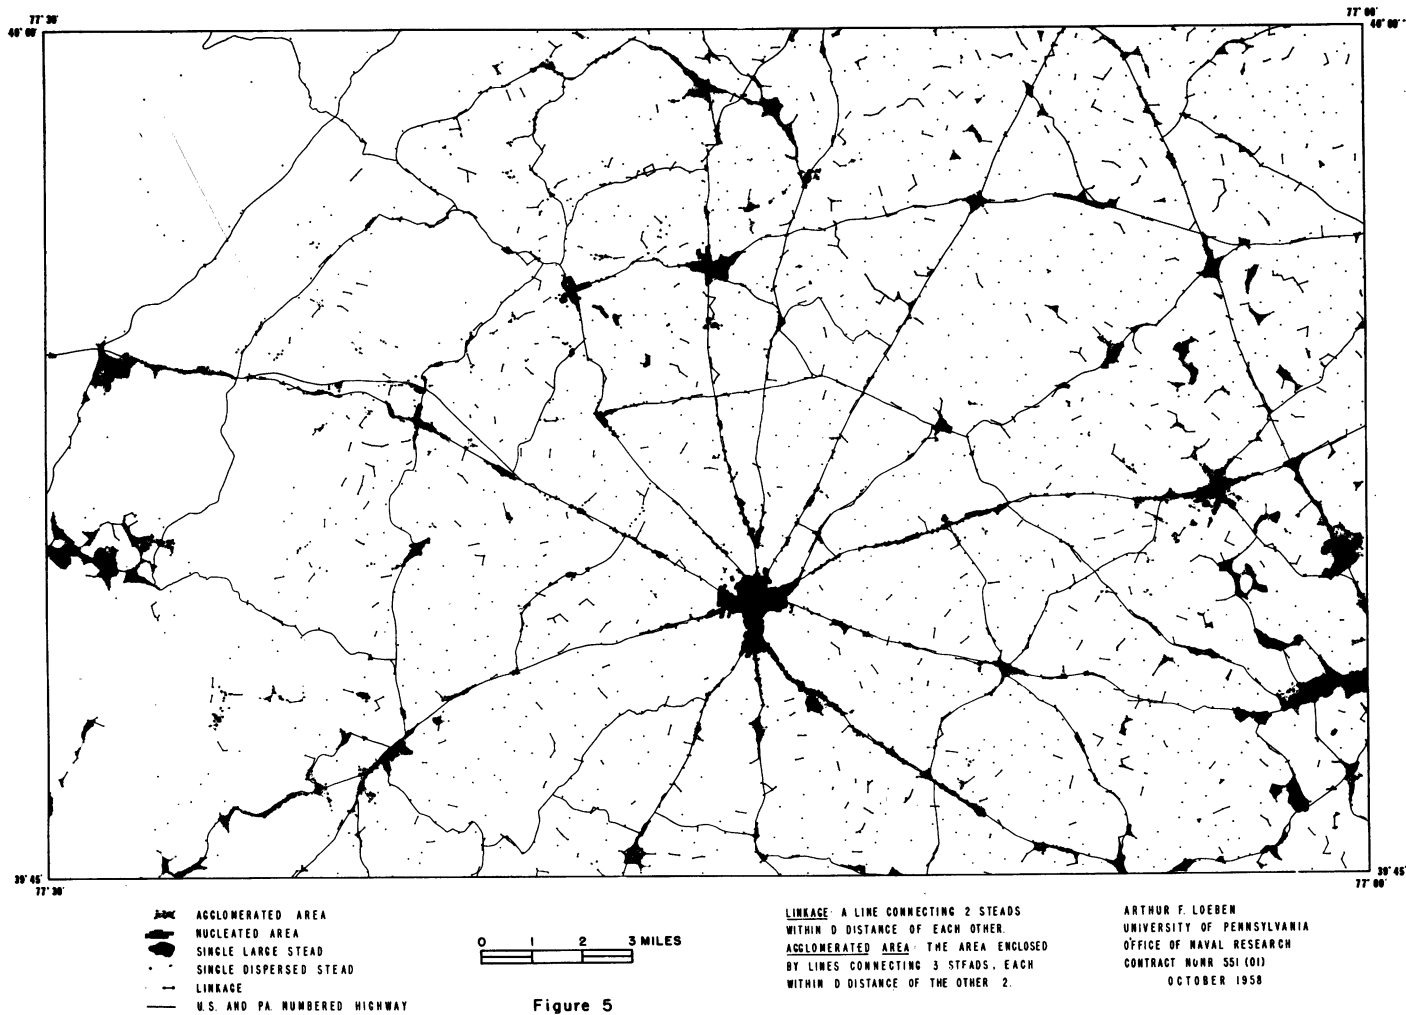 77° 30'
77° 00'
40° 00'
40° 00'
39° 45'
39° 45'
77° 30'
77° 00'
AGGLOMERATED AREA
NUCLEATED AREA
SINGLE LARGE STEAD
SINGLE DISPERSED STEAD
LINKAGE
U.S. AND PA. NUMBERED HIGHWAY
0 1 2 3 MILES
Figure 5
LINKAGE: A LINE CONNECTING 2 STEADS
WITHIN D DISTANCE OF EACH OTHER.
AGGLOMERATED AREA: THE AREA ENCLOSED
BY LINES CONNECTING 3 STEADS, EACH
WITHIN D DISTANCE OF THE OTHER 2.
ARTHUR F. LOEBEN
UNIVERSITY OF PENNSYLVANIA
OFFICE OF NAVAL RESEARCH
CONTRACT NONR 551 (01)
OCTOBER 1958